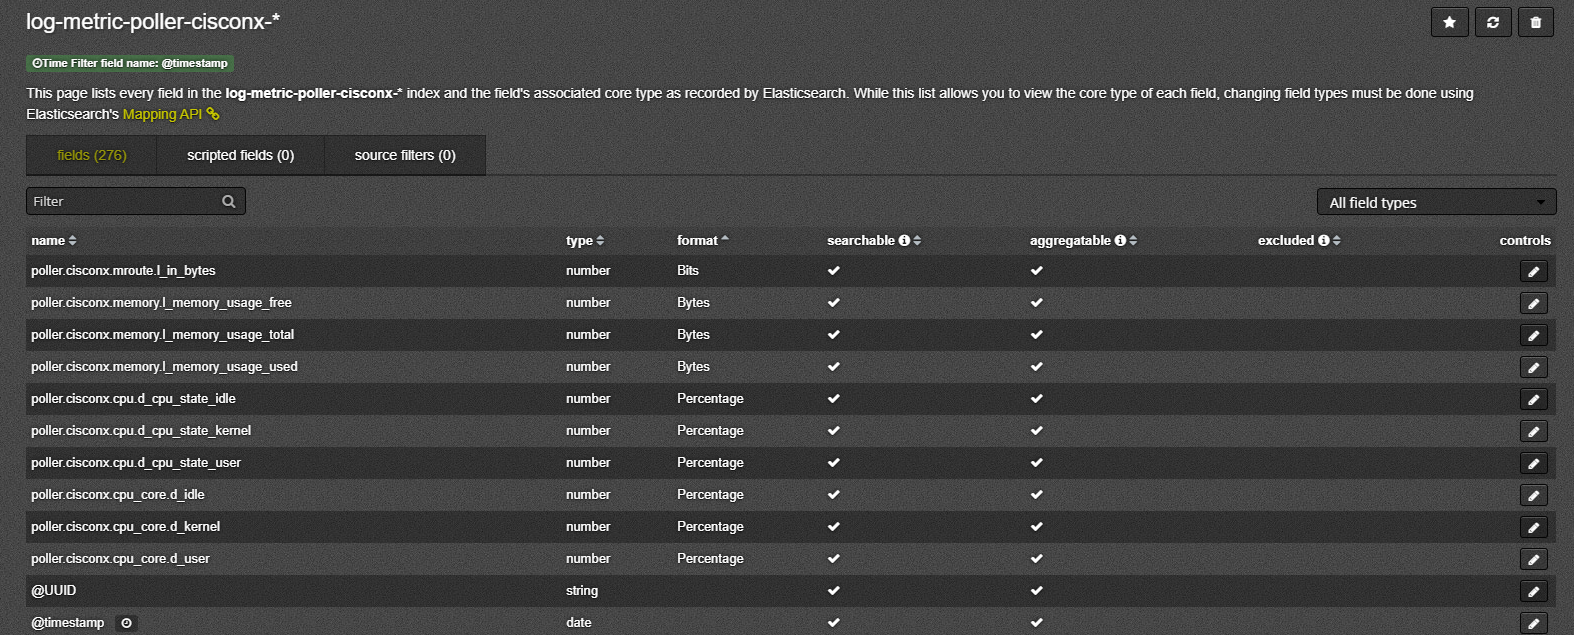 log-metric-poller-cisconx-*
Time Filter field name: @timestamp
This page lists every field in the log-metric-poller-cisconx-* index and the field's associated core type as recorded by Elasticsearch. While this list allows you to view the core type of each field, changing field types must be done using
Elasticsearch's Mapping API
fields (276) scripted fields (0) source filters (0)
Filter All field types
name type format searchable aggregatable excluded controls
poller.cisconx.mroute.l_in_bytes number Bits
poller.cisconx.memory.l_memory_usage_free number Bytes
poller.cisconx.memory.l_memory_usage_total number Bytes
poller.cisconx.memory.l_memory_usage_used number Bytes
poller.cisconx.cpu.d_cpu_state_idle number Percentage
poller.cisconx.cpu.d_cpu_state_kernel number Percentage
poller.cisconx.cpu.d_cpu_state_user number Percentage
poller.cisconx.cpu_core.d_idle number Percentage
poller.cisconx.cpu_core.d_kernel number Percentage
poller.cisconx.cpu_core.d_user number Percentage
@UUID string
@timestamp date